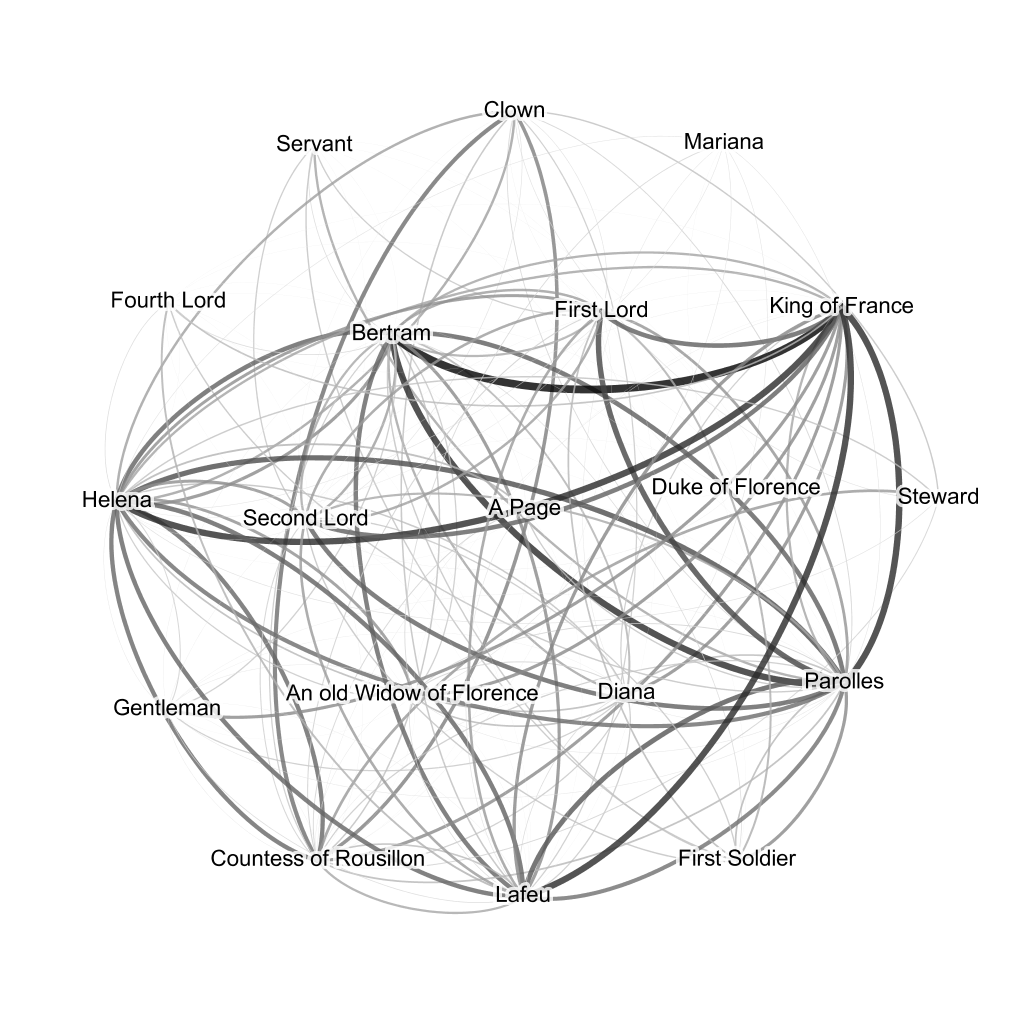 Clown
Servant
Mariana
Fourth Lord
First Lord
King of France
Bertram
Helena
Second Lord
A Page
Duke of Florence
Steward
Gentleman
An old Widow of Florence
Diana
Parolles
Countess of Rousillon
Lafeu
First Soldier